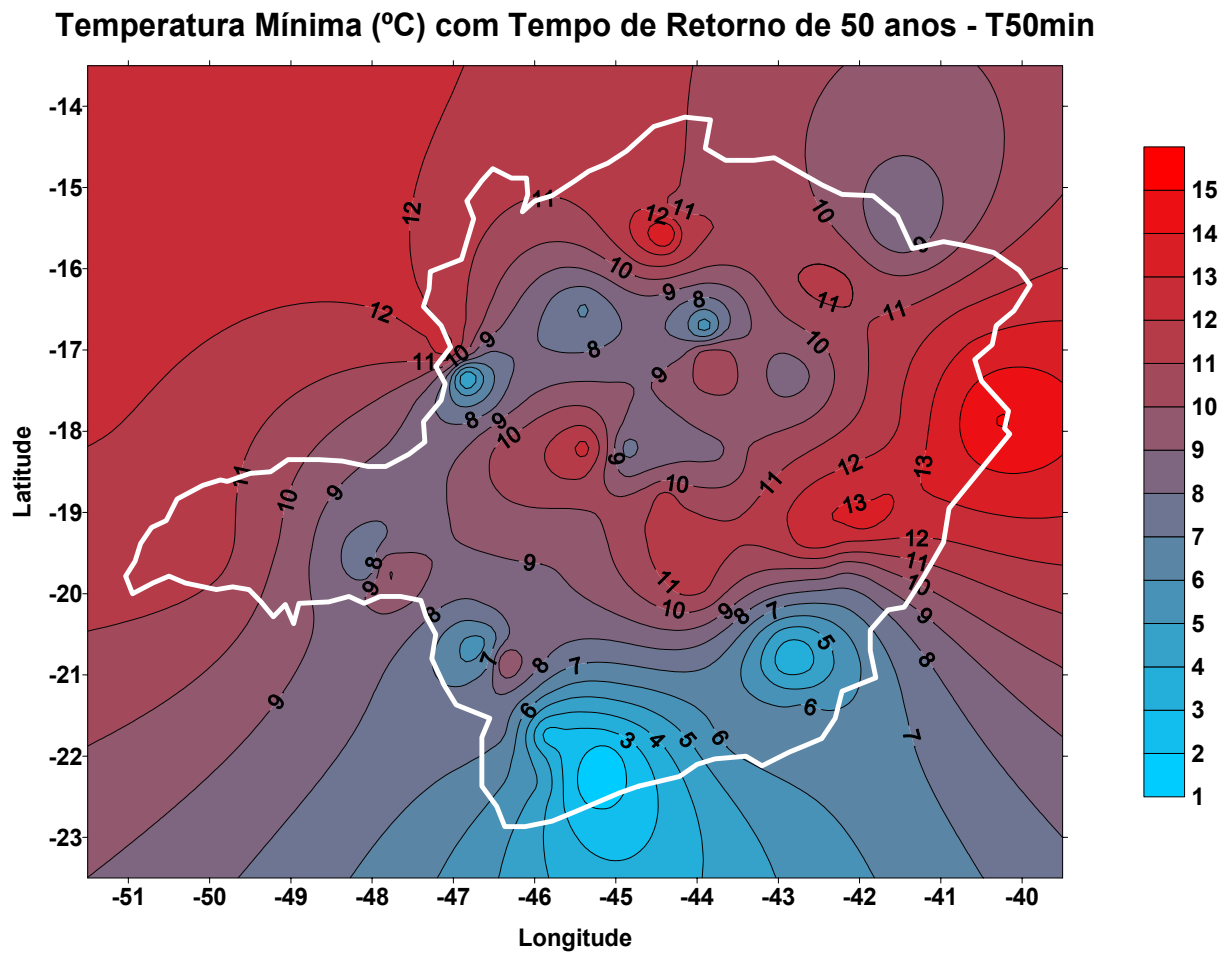 Temperatura Mínima (ºC) com Tempo de Retorno de 50 anos - T50min
-14
-15
-16
-17
-18
-19
-20
-21
-22
-23
Latitude
-51 -50 -49 -48 -47 -46 -45 -44 -43 -42 -41 -40
Longitude
12 11 12 11 10 9
10 9 8 11 11
12 8 10
11 10 9 9
8 9 10 6 10 11 12 13
11 10 9 13
8 9 9 11 12 11 10
8 10 9 8 7 9
7 8 7 5 8
9 6 6 7
3 4 5 6
15
14
13
12
11
10
9
8
7
6
5
4
3
2
1